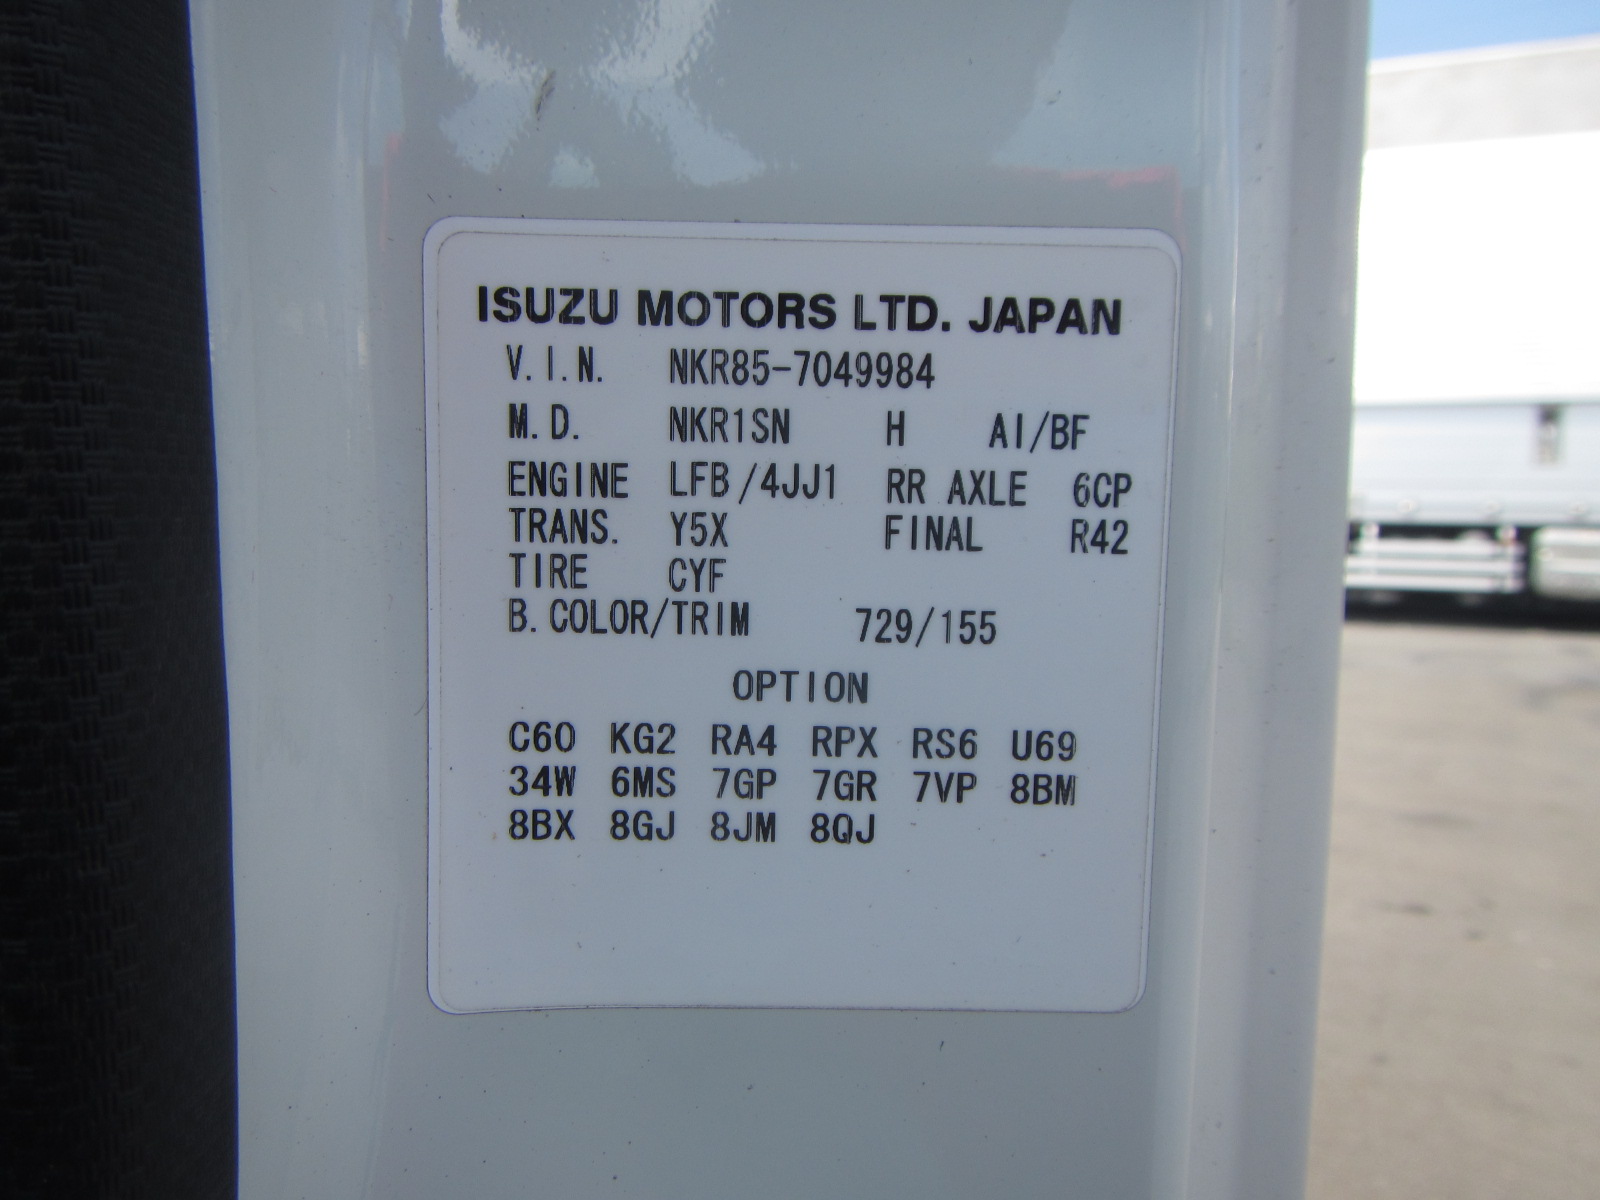 ISUZU MOTORS LTD. JAPAN
V.I.N. NKR85-7049984
M.D. NKR1SN H AI/BF
ENGINE LFB/4JJ1 RR AXLE 6CP
TRANS. Y5X FINAL R42
TIRE CYF
B.COLOR/TRIM 729/155
OPTION
C60 KG2 RA4 RPX RS6 U69
34W 6MS 7GP 7GR 7VP 8BM
8BX 8GJ 8JM 8QJ